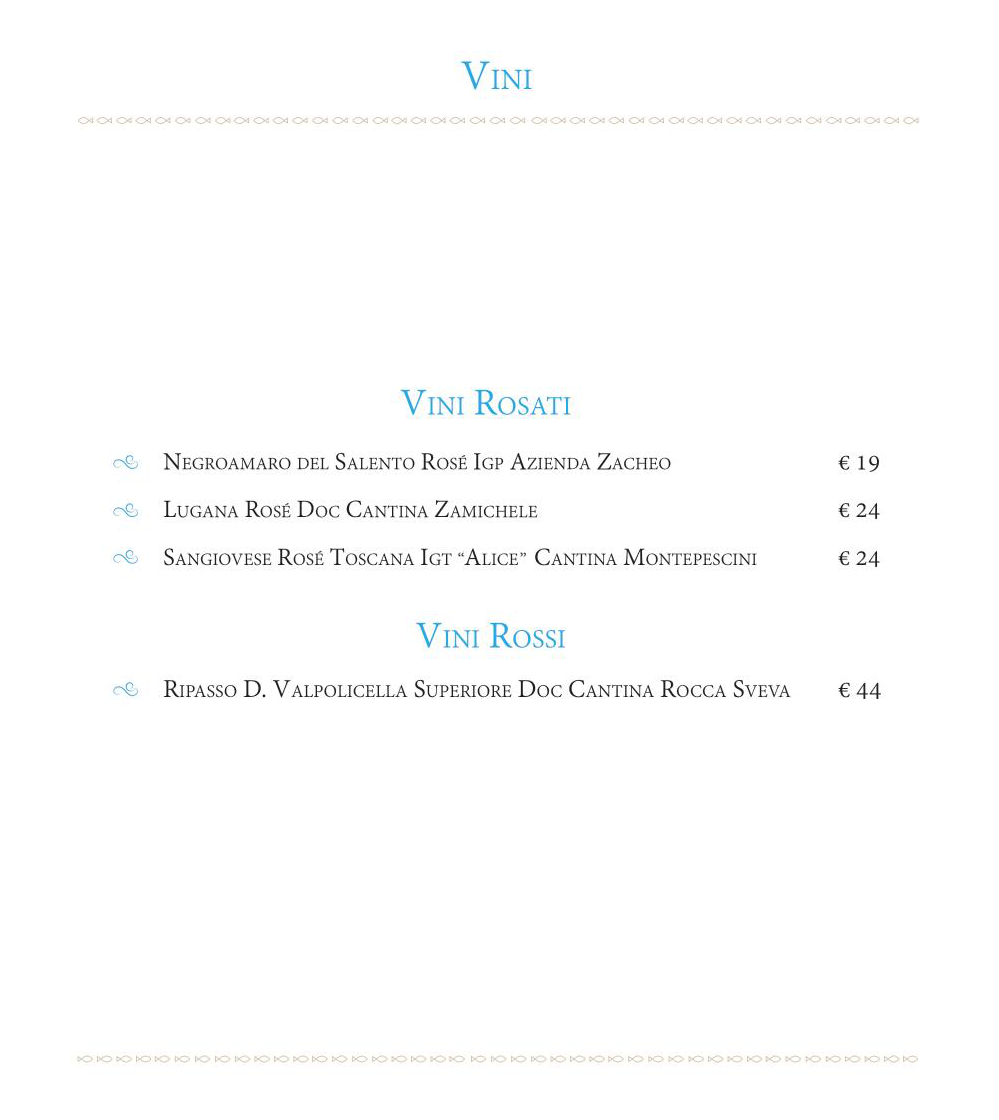 Vini
Vini Rosati
Negroamaro del Salento Rosé Igp Azienda Zacheo € 19
Lugana Rosé Doc Cantina Zamichele € 24
Sangiovese Rosé Toscana Igt “Alice” Cantina Montepescini € 24
Vini Rossi
Ripasso D. Valpolicella Superiore Doc Cantina Rocca Sveva € 44